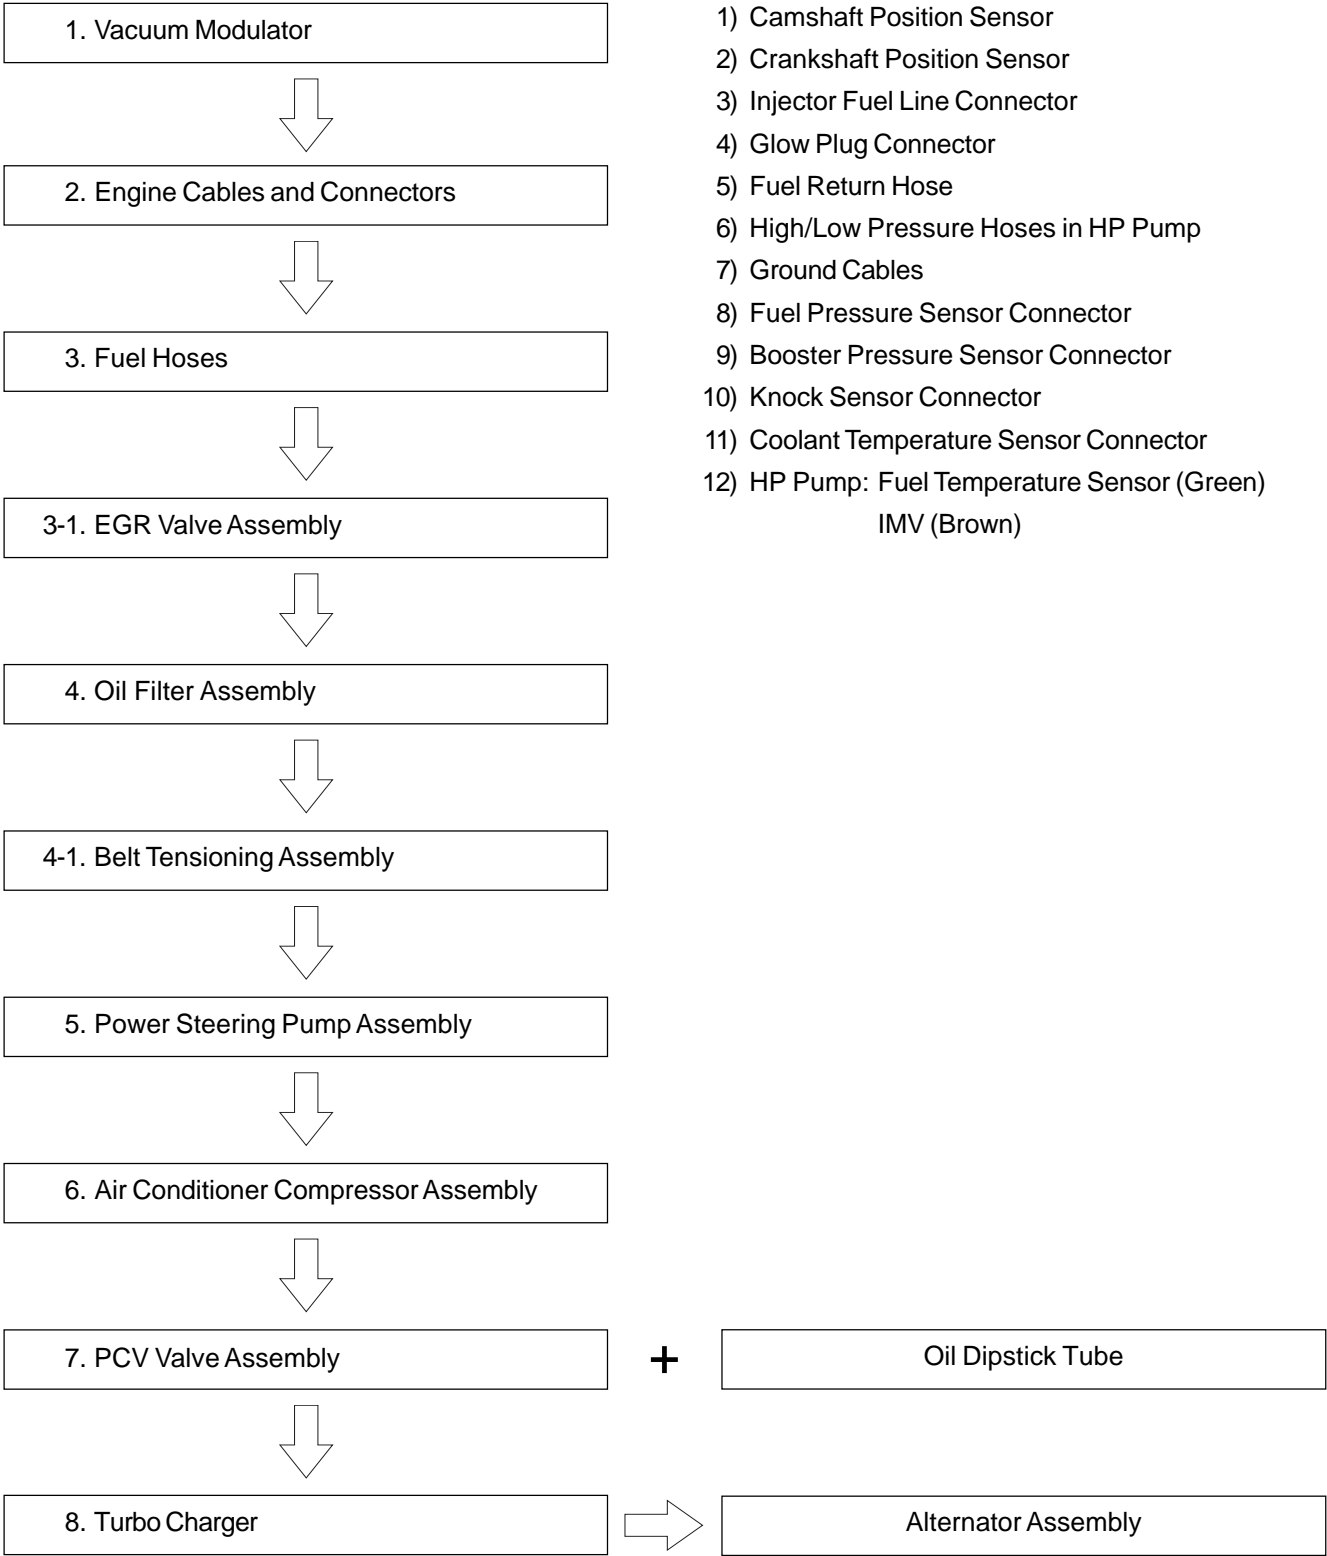 1. Vacuum Modulator
2. Engine Cables and Connectors
3. Fuel Hoses
3-1. EGR Valve Assembly
4. Oil Filter Assembly
4-1. Belt Tensioning Assembly
5. Power Steering Pump Assembly
6. Air Conditioner Compressor Assembly
7. PCV Valve Assembly
+
Oil Dipstick Tube
8. Turbo Charger
Alternator Assembly
1) Camshaft Position Sensor
2) Crankshaft Position Sensor
3) Injector Fuel Line Connector
4) Glow Plug Connector
5) Fuel Return Hose
6) High/Low Pressure Hoses in HP Pump
7) Ground Cables
8) Fuel Pressure Sensor Connector
9) Booster Pressure Sensor Connector
10) Knock Sensor Connector
11) Coolant Temperature Sensor Connector
12) HP Pump: Fuel Temperature Sensor (Green)
IMV (Brown)